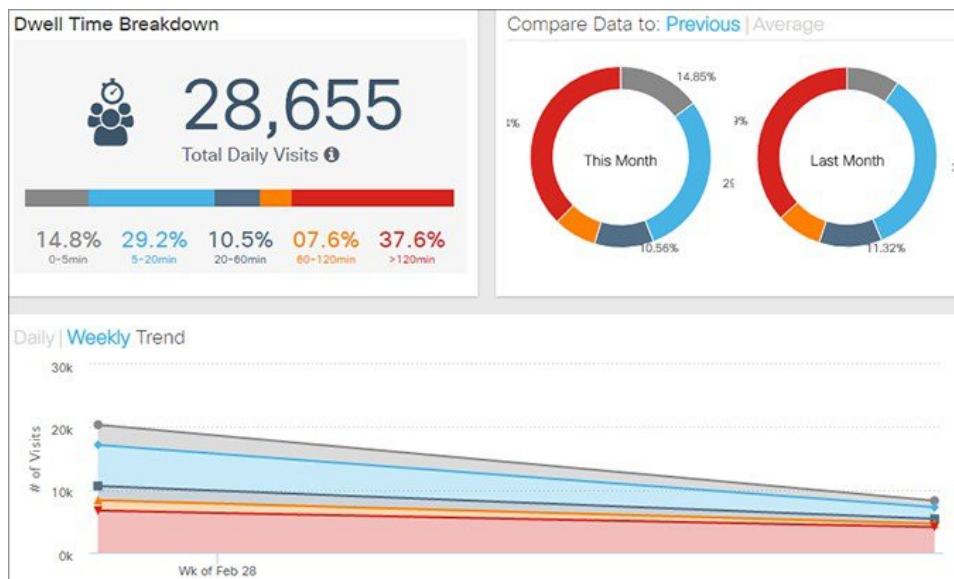 Dwell Time Breakdown
28,655
Total Daily Visits
14.8% 29.2% 10.5% 07.6% 37.6%
0-5min 5-20min 20-60min 60-120min >120min
Compare Data to: Previous | Average
14.85%
This Month
10.56%
9%
Last Month
11.32%
Daily | Weekly Trend
30k
20k
10k
0k
# of Visits
Wk of Feb 28